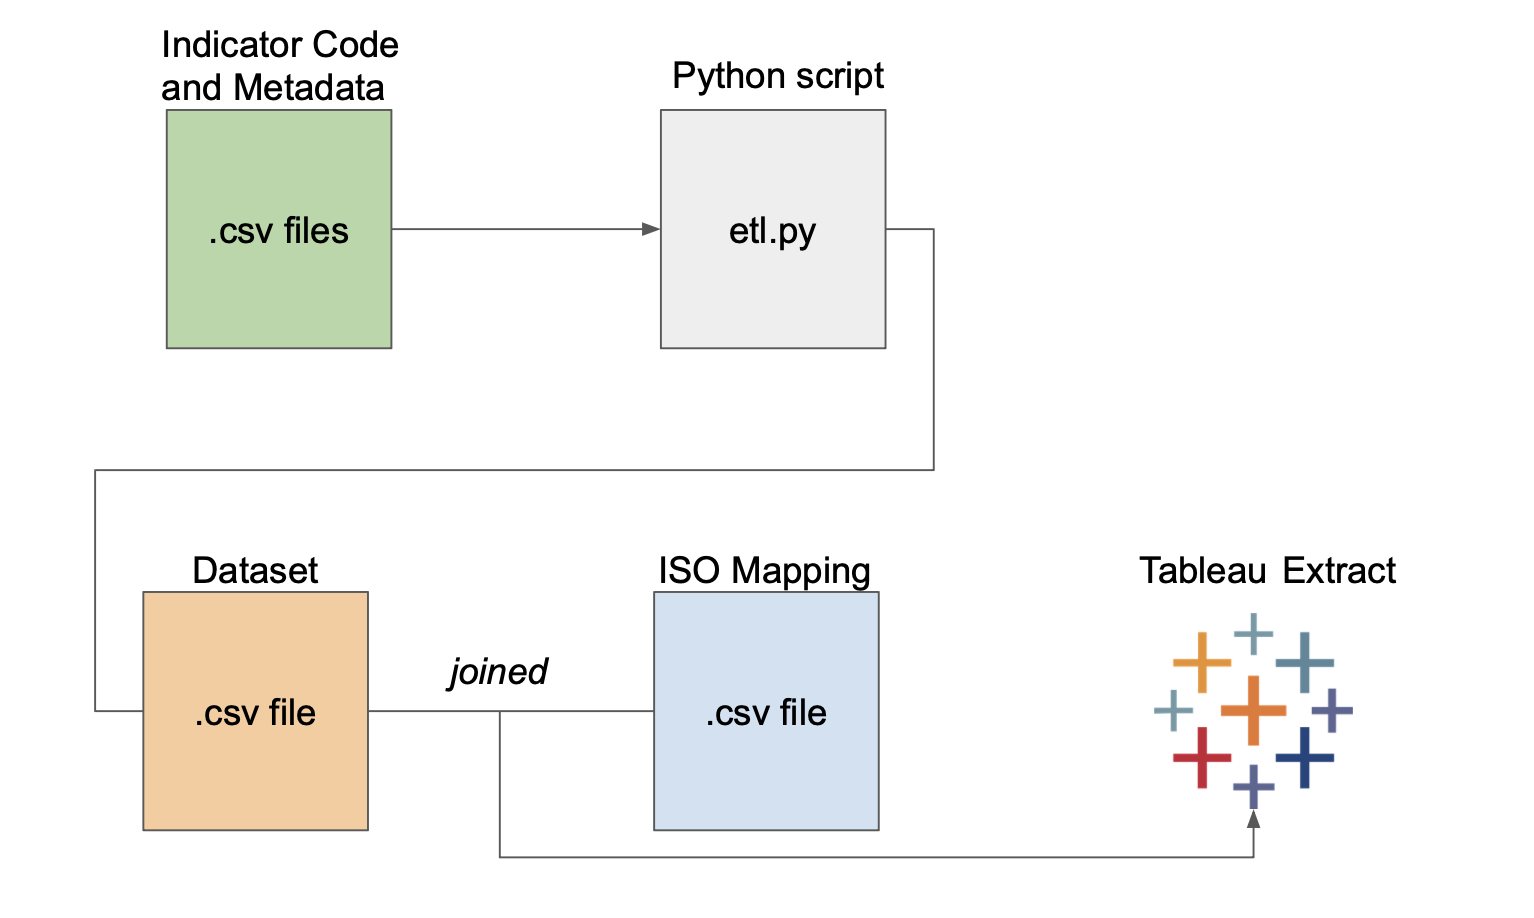 Indicator Code
and Metadata
Python script
.csv files
etl.py
Dataset
ISO Mapping
Tableau Extract
joined
.csv file
.csv file